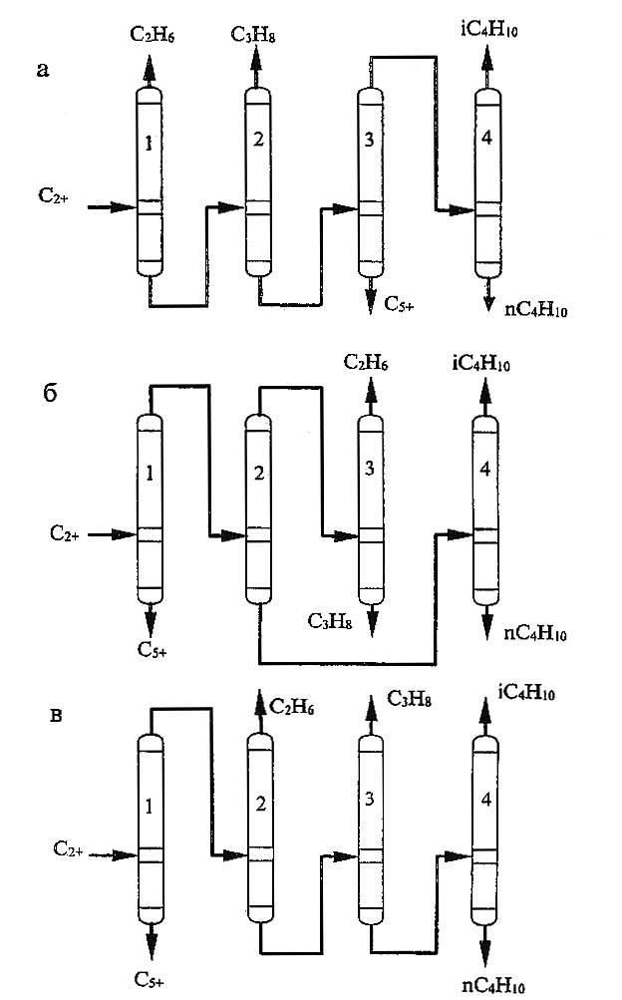 C₂H₆ C₃H₈ iC₄H₁₀
а
1 2 3 4
C₂₊
C₅₊ nC₄H₁₀
C₂H₆ iC₄H₁₀
б
1 2 3 4
C₂₊
C₃H₈ nC₄H₁₀
C₅₊
C₂H₆ C₃H₈ iC₄H₁₀
в
1 2 3 4
C₂₊
C₅₊ nC₄H₁₀